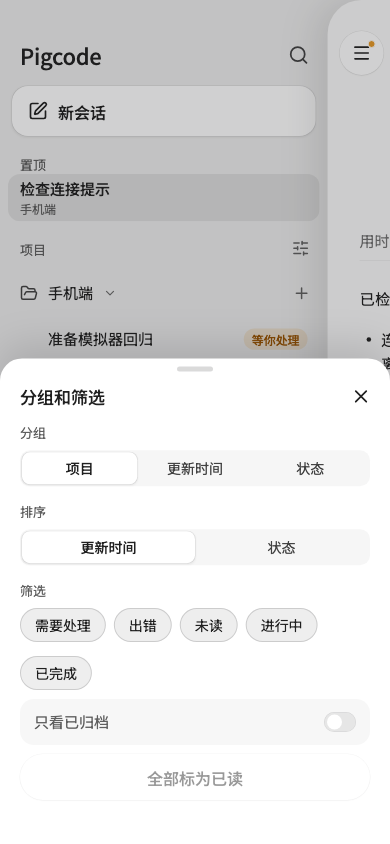 Pigcode
新会话
置顶
检查连接提示
手机端
项目
用时
手机端
已检
准备模拟器回归
等你处理
• 连
分组和筛选
分组
项目 更新时间 状态
排序
更新时间 状态
筛选
需要处理 出错 未读 进行中
已完成
只看已归档
全部标为已读